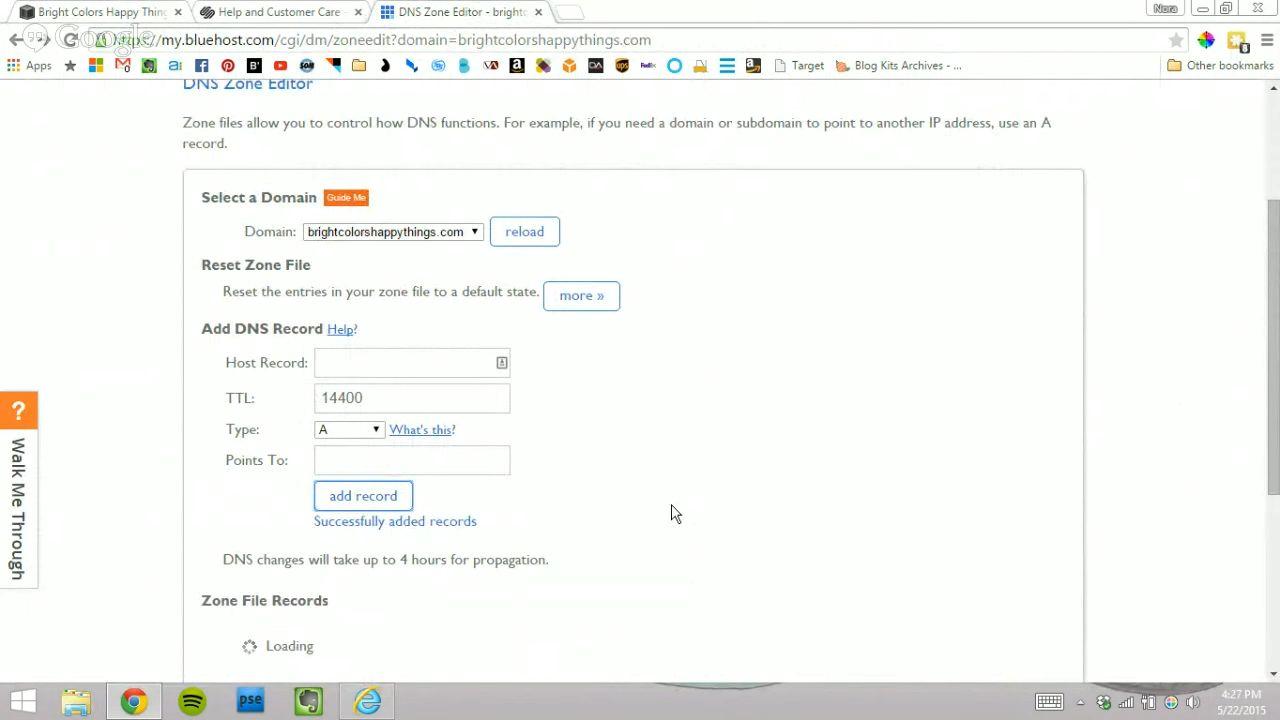 Bright Colors Happy Thin
Help and Customer Care
DNS Zone Editor - bright
Nora
Google
https://my.bluehost.com/cgi/dm/zoneedit?domain=brightcolorshappythings.com
Apps
Target
Blog Kits Archives - ...
Other bookmarks
DNS Zone Editor
Zone files allow you to control how DNS functions. For example, if you need a domain or subdomain to point to another IP address, use an A
record.
Select a Domain Guide Me
Domain: brightcolorshappythings.com reload
Reset Zone File
Reset the entries in your zone file to a default state. more »
Add DNS Record Help?
Host Record:
TTL: 14400
Type: A What's this?
Points To:
add record
Successfully added records
DNS changes will take up to 4 hours for propagation.
Zone File Records
Loading
? Walk Me Through
pse
4:27 PM
5/22/2015